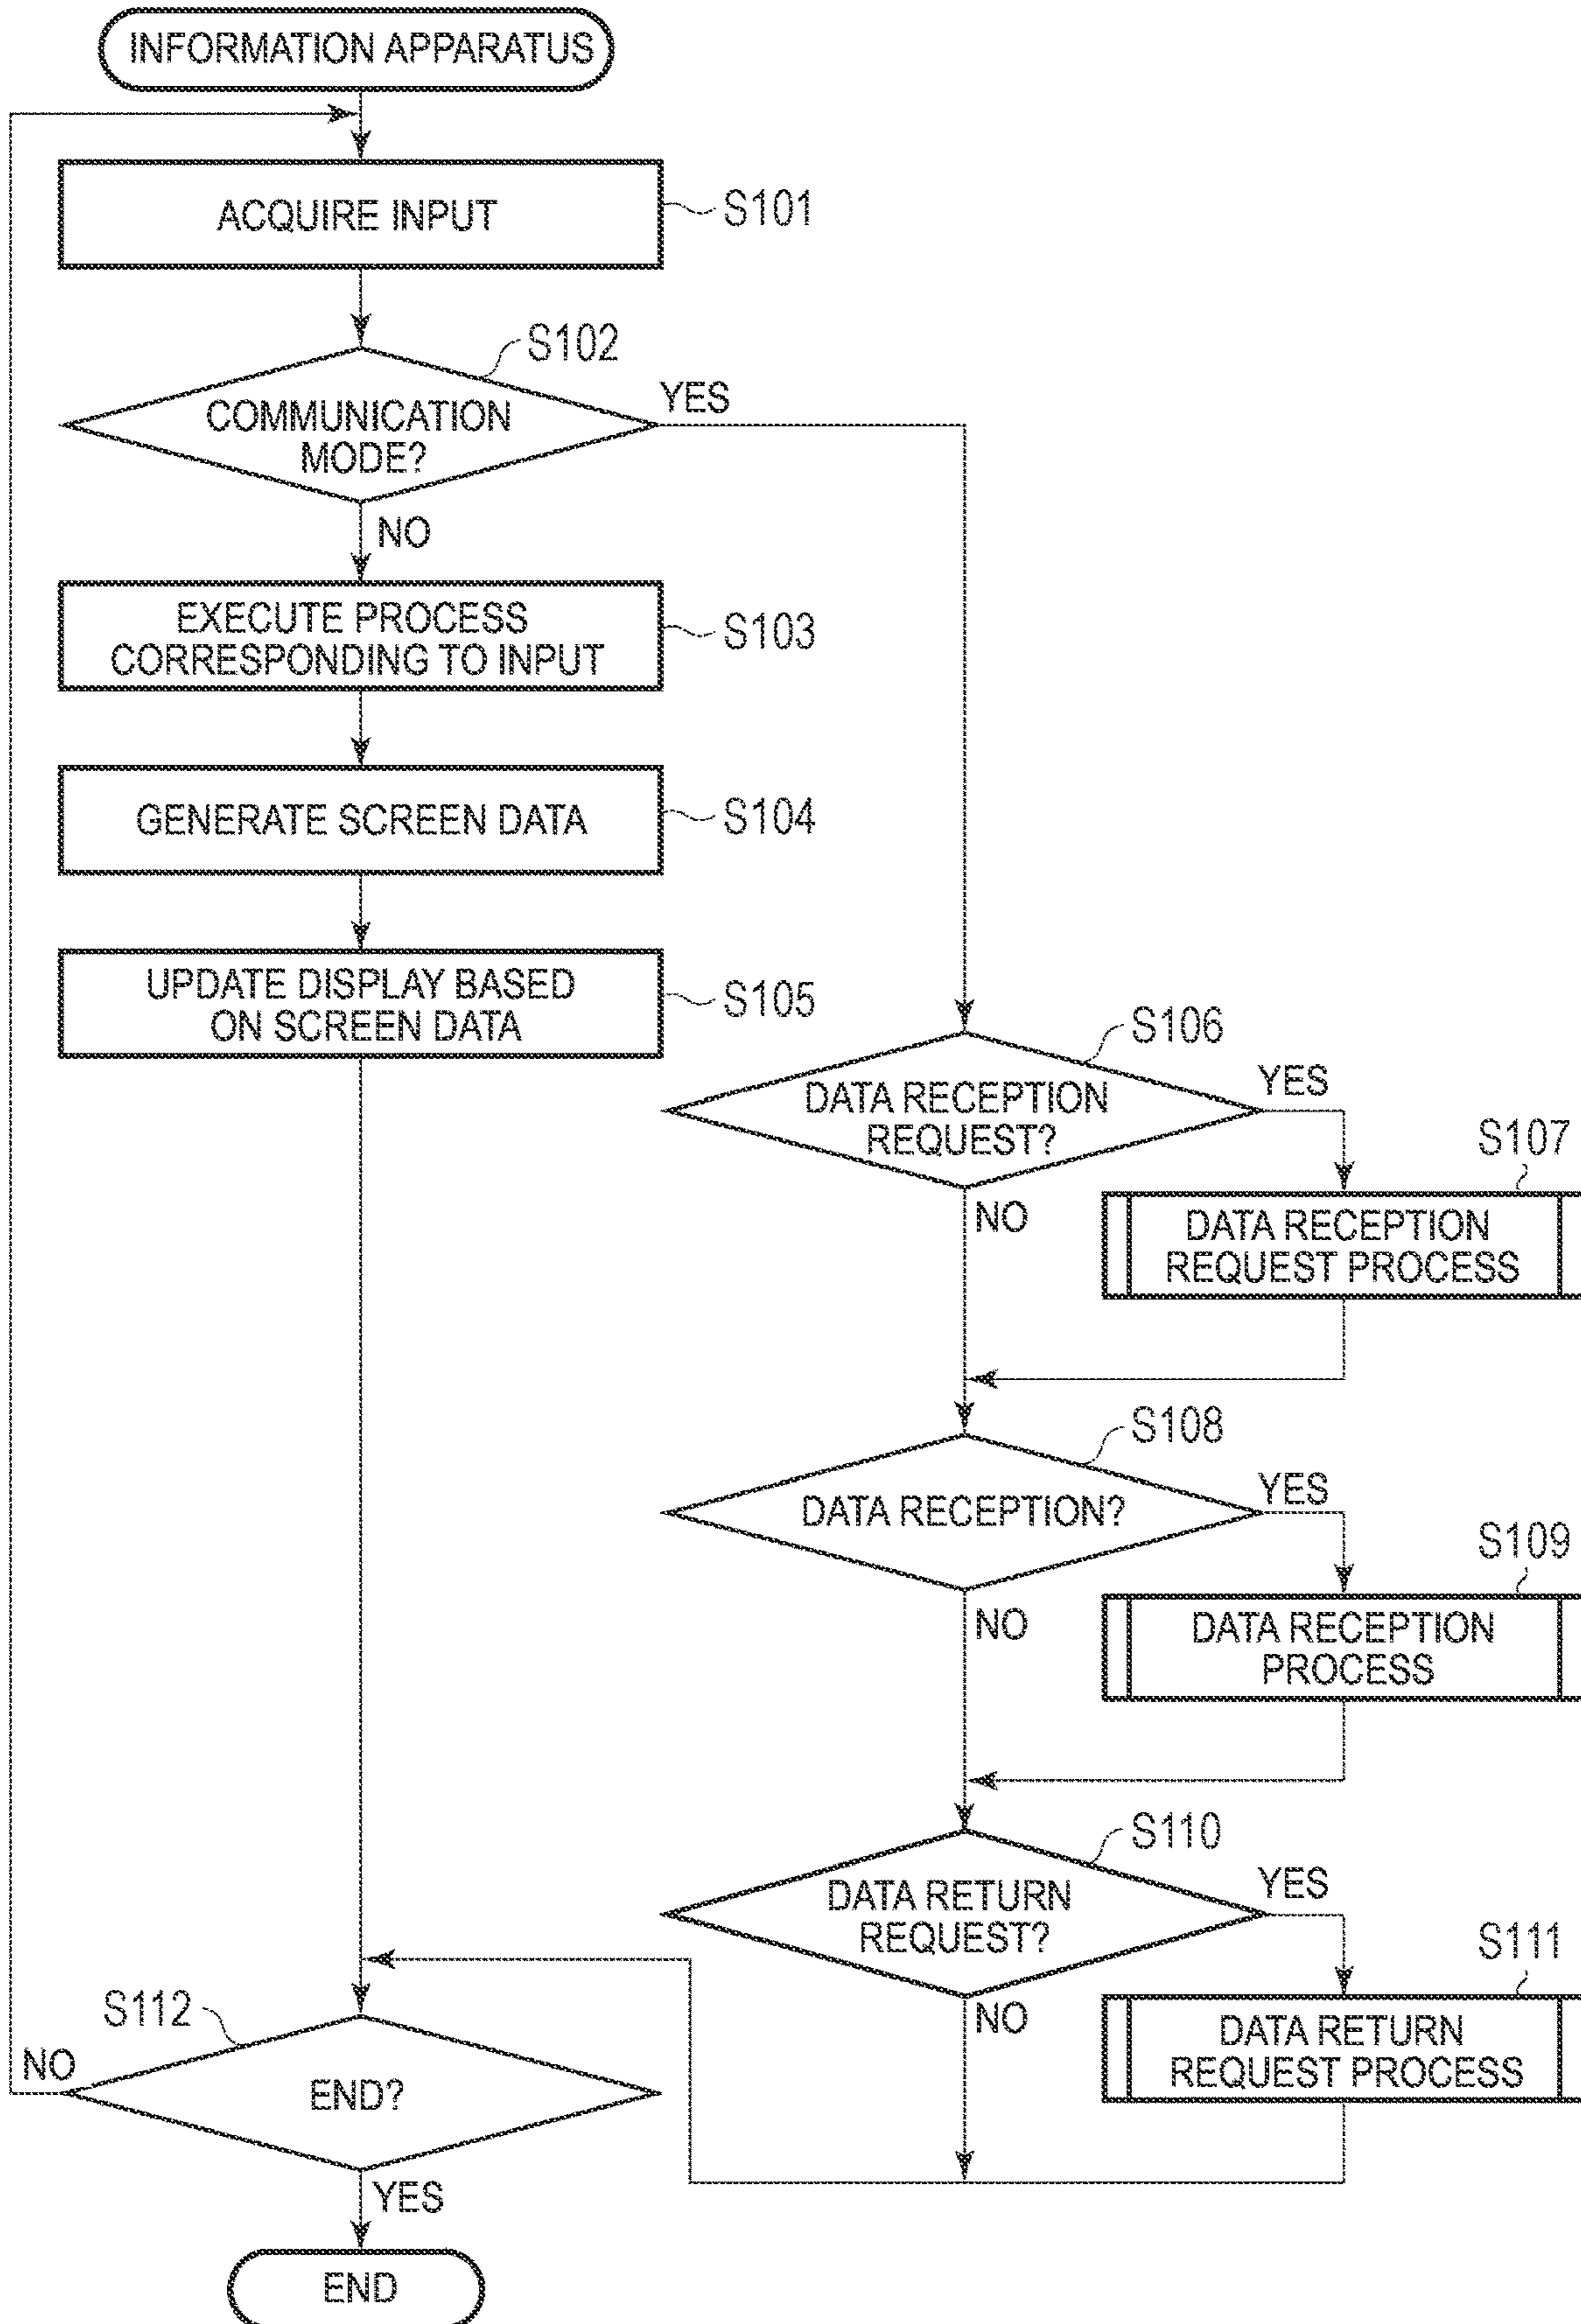 INFORMATION APPARATUS
ACQUIRE INPUT
S101
S102
COMMUNICATION
MODE?
YES
NO
EXECUTE PROCESS
CORRESPONDING TO INPUT
S103
GENERATE SCREEN DATA
S104
UPDATE DISPLAY BASED
ON SCREEN DATA
S105
S106
DATA RECEPTION
REQUEST?
YES
NO
S107
DATA RECEPTION
REQUEST PROCESS
S108
DATA RECEPTION?
YES
NO
S109
DATA RECEPTION
PROCESS
S110
DATA RETURN
REQUEST?
YES
NO
S111
DATA RETURN
REQUEST PROCESS
S112
END?
NO
YES
END